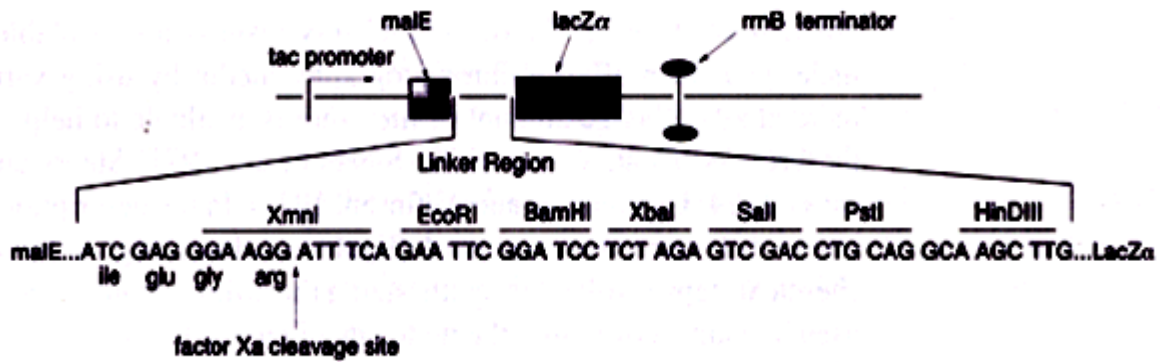 malE lacZα rrnB terminator
tac promoter
Linker Region
XmnI EcoRI BamHI XbaI SalI PstI HinDIII
malE...ATC GAG GGA AGG ATT TCA GAA TTC GGA TCC TCT AGA GTC GAC CTG CAG GCA AGC TTG...LacZα
ile glu gly arg
factor Xa cleavage site